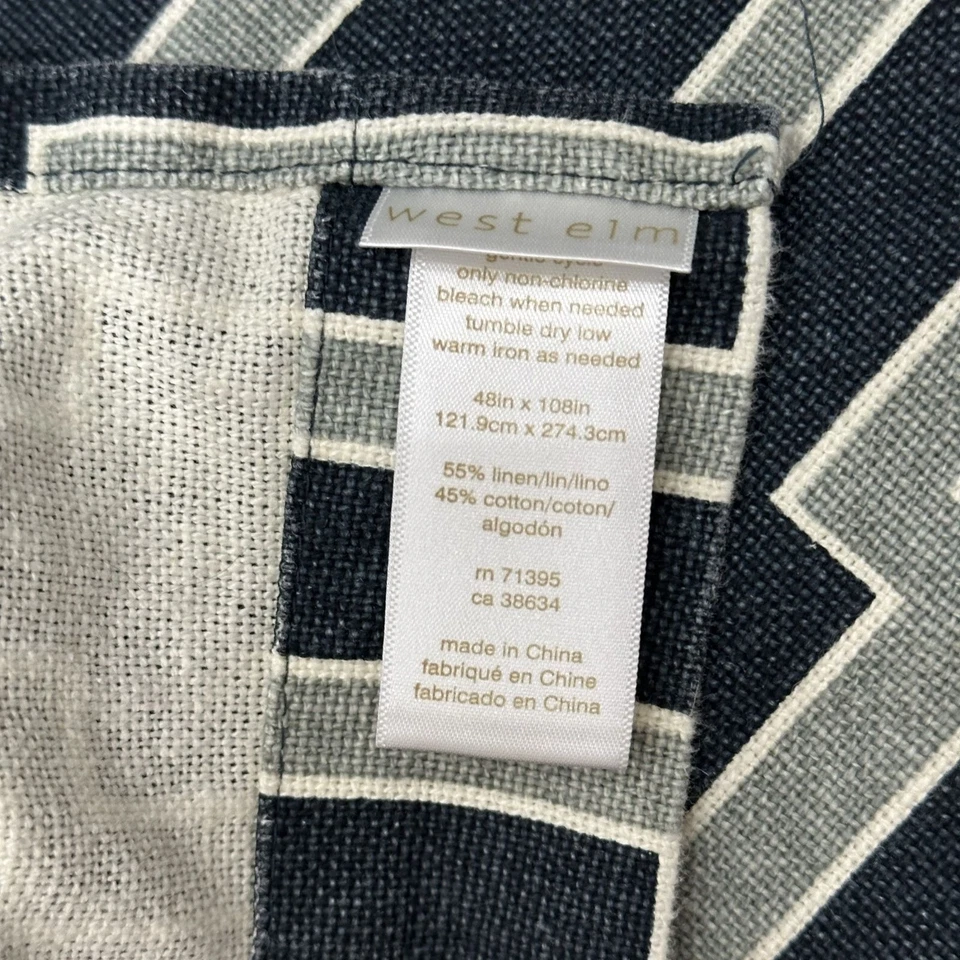 west elm
gentle cycle
only non-chlorine
bleach when needed
tumble dry low
warm iron as needed
48in x 108in
121.9cm x 274.3cm
55% linen/lin/lino
45% cotton/coton/
algodón
rn 71395
ca 38634
made in China
fabriqué en Chine
fabricado en China